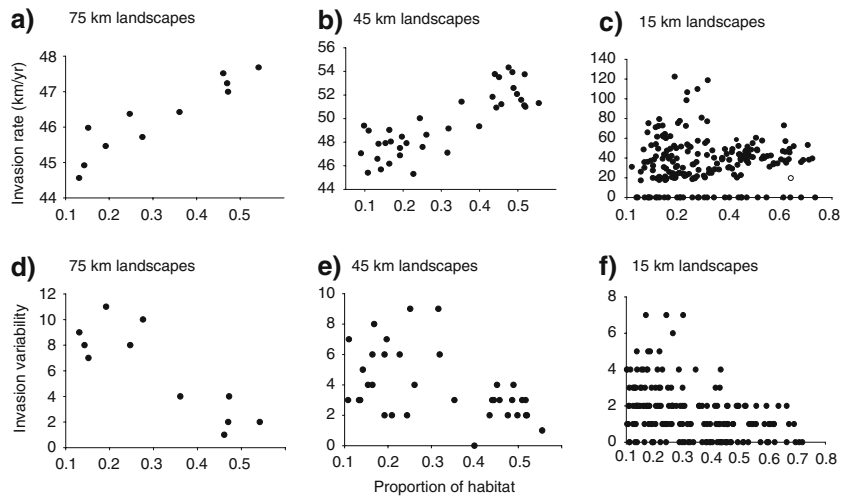 a) 75 km landscapes
b) 45 km landscapes
c) 15 km landscapes
Invasion rate (km/yr)
48
47
46
45
44
0.1 0.2 0.3 0.4 0.5
56
54
52
50
48
46
44
0.1 0.2 0.3 0.4 0.5
140
120
100
80
60
40
20
0
0.1 0.2 0.4 0.6 0.8
d) 75 km landscapes
e) 45 km landscapes
f) 15 km landscapes
Invasion variability
12
10
8
6
4
2
0
0.1 0.2 0.3 0.4 0.5
10
8
6
4
2
0
0.1 0.2 0.3 0.4 0.5
8
6
4
2
0
0.1 0.2 0.3 0.4 0.5 0.6 0.7 0.8
Proportion of habitat